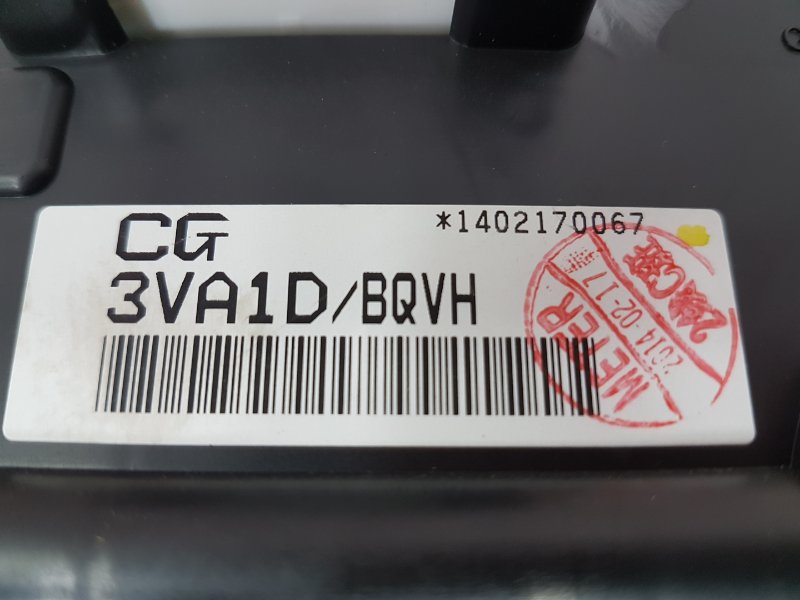 CG
*1402170067
3VA1D/BQVH
METER
2014-02-17